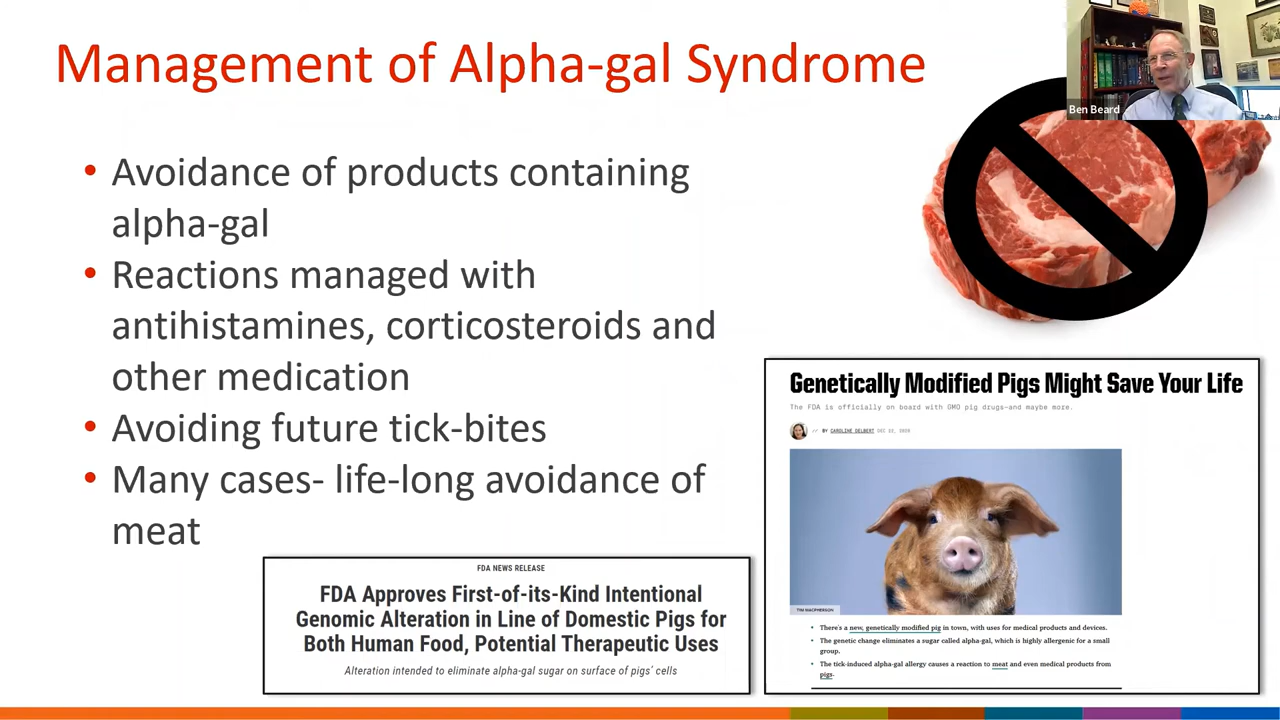 Management of Alpha-gal Syndrome
Ben Beard
• Avoidance of products containing
alpha-gal
• Reactions managed with
antihistamines, corticosteroids and
other medication
• Avoiding future tick-bites
• Many cases- life-long avoidance of
meat
FDA NEWS RELEASE
FDA Approves First-of-its-Kind Intentional
Genomic Alteration in Line of Domestic Pigs for
Both Human Food, Potential Therapeutic Uses
Alteration intended to eliminate alpha-gal sugar on surface of pigs' cells
Genetically Modified Pigs Might Save Your Life
The FDA is officially on board with GMO pig drugs—and maybe more.
BY CAROLINE DELBERT DEC 22, 2020
TIM MACPHERSON
• There's a new, genetically modified pig in town, with uses for medical products and devices.
• The genetic change eliminates a sugar called alpha-gal, which is highly allergenic for a small
group.
• The tick-induced alpha-gal allergy causes a reaction to meat and even medical products from
pigs.